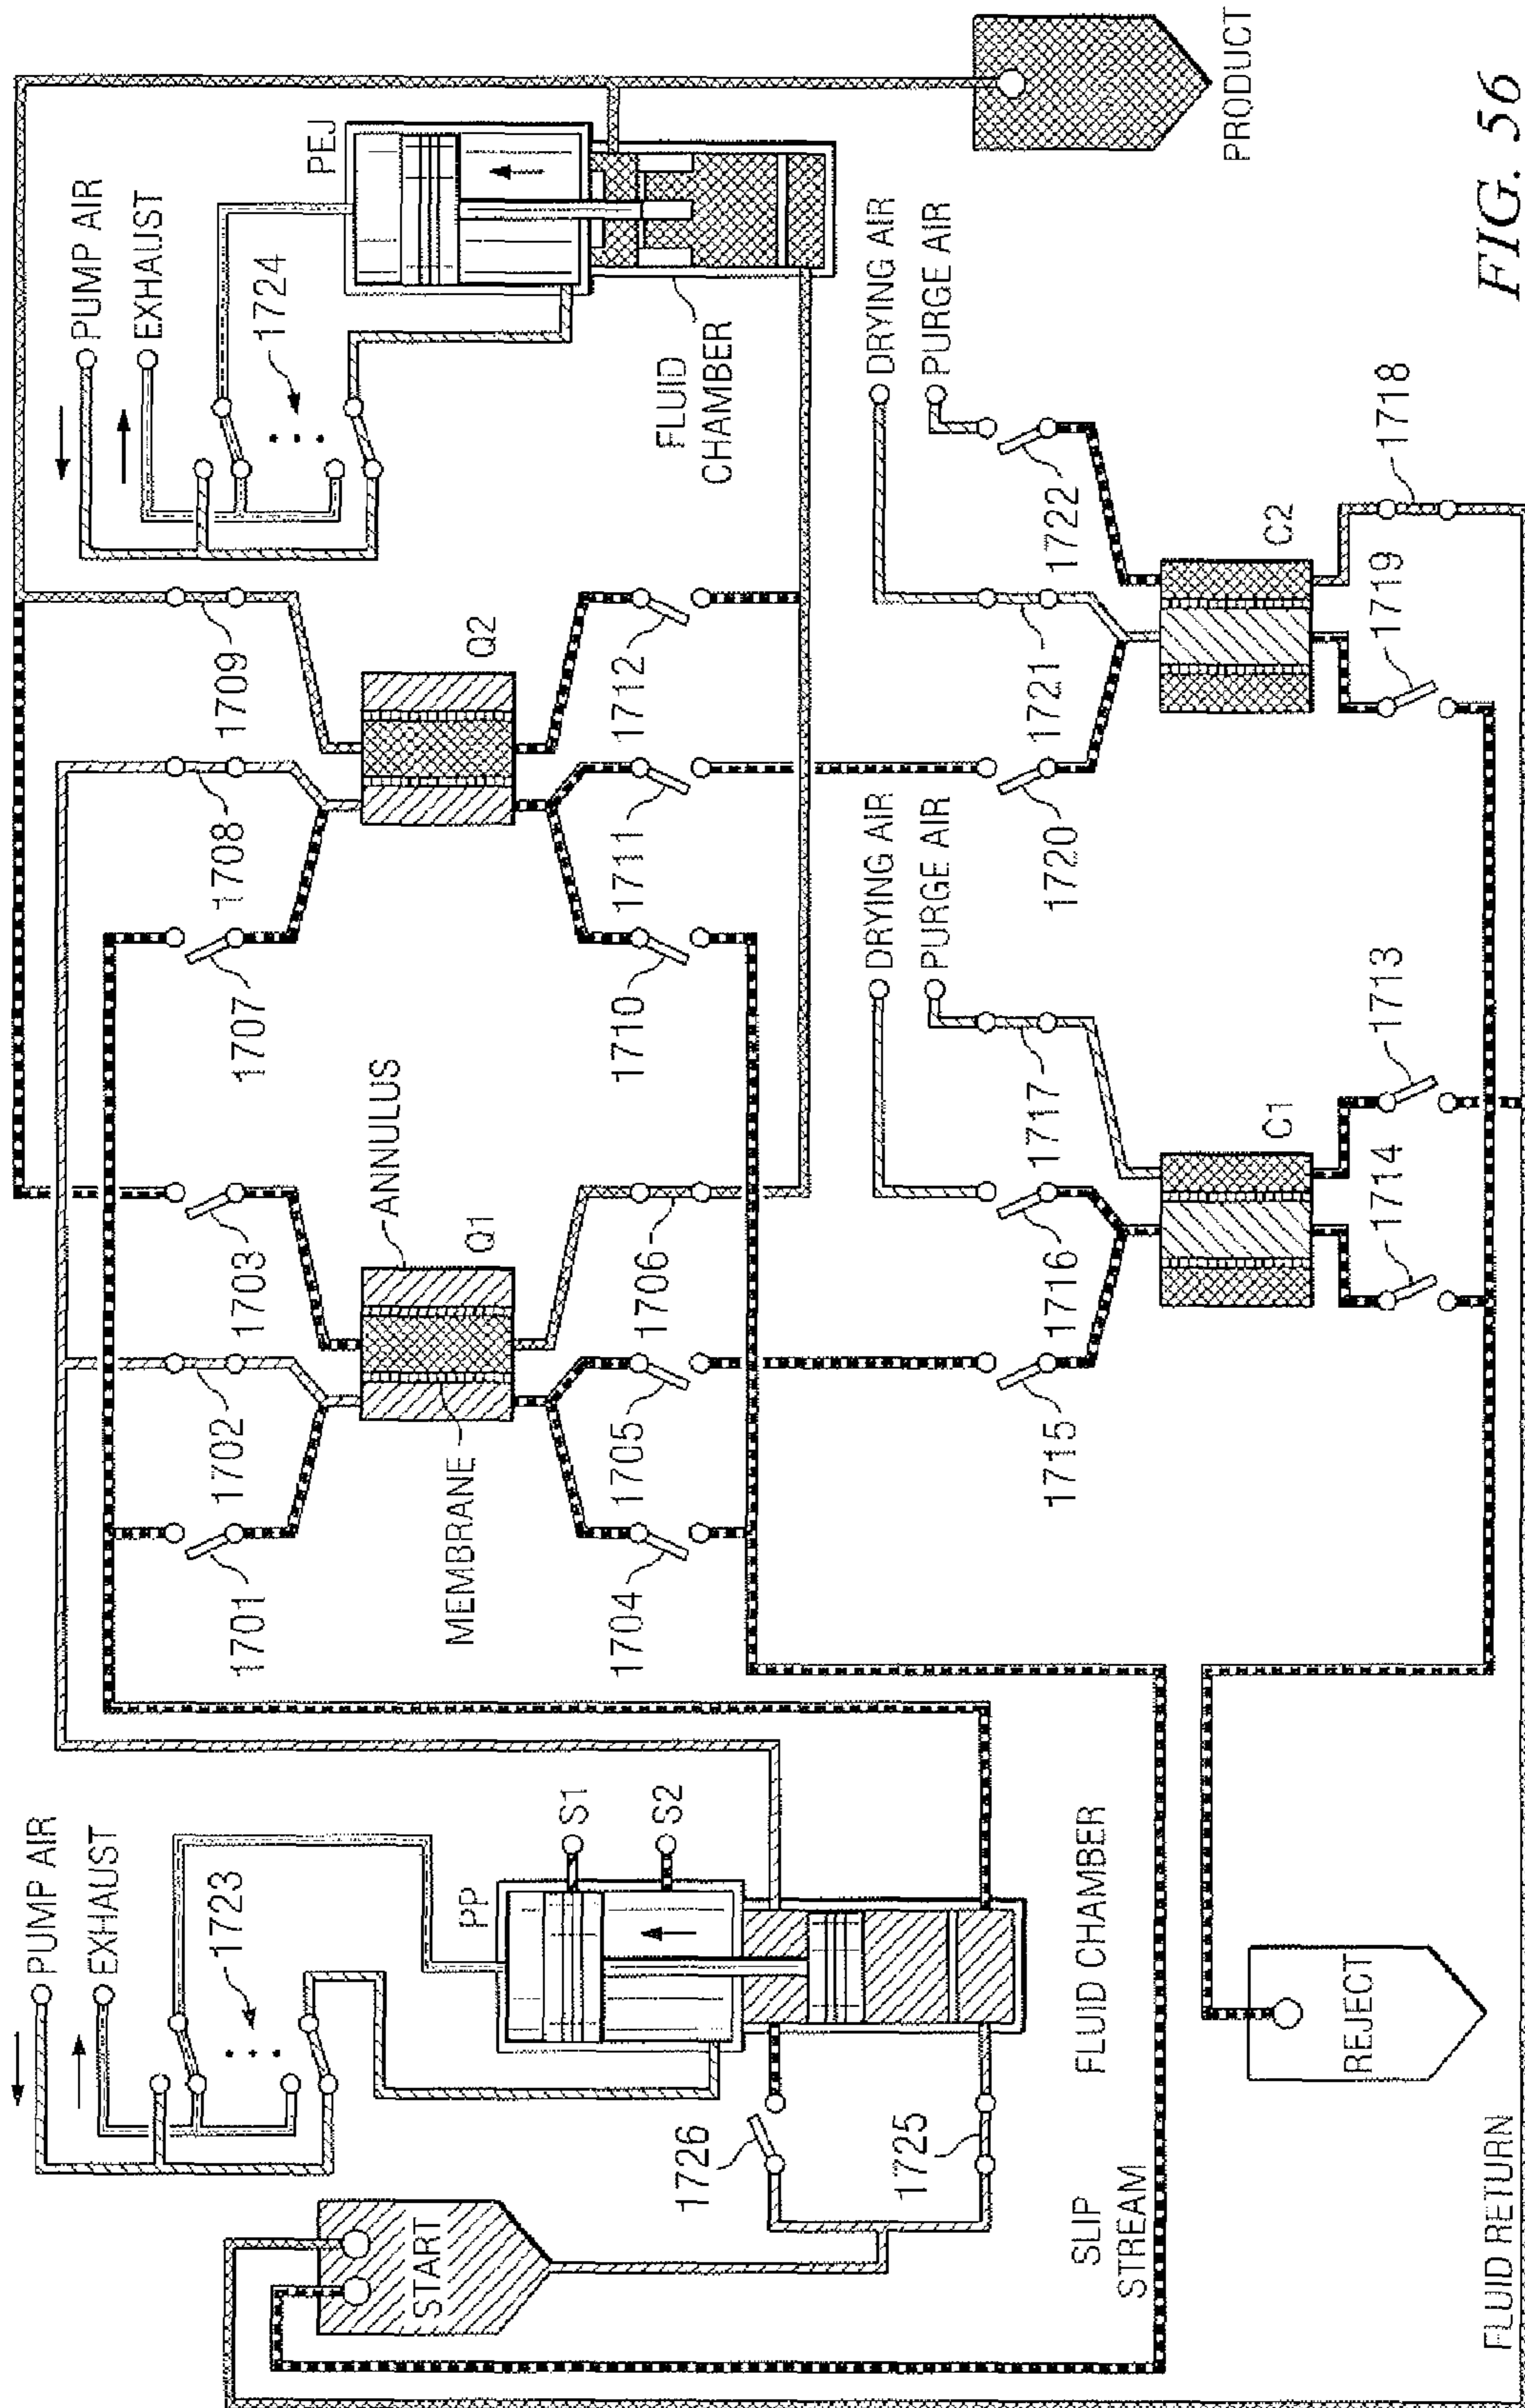 PUMP AIR
EXHAUST
1723
START
PP
S1
S2
1726
1725
SLIP
STREAM
FLUID CHAMBER
REJECT
FLUID RETURN
1701
1702
1703
MEMBRANE
ANNULUS
Q1
1704
1705
1706
1707
1708
1709
Q2
1710
1711
1712
PUMP AIR
EXHAUST
1724
PEJ
FLUID
CHAMBER
PRODUCT
DRYING AIR
PURGE AIR
1715
1716
1717
C1
1714
1713
DRYING AIR
PURGE AIR
1720
1721
1722
C2
1719
1718
FIG. 56